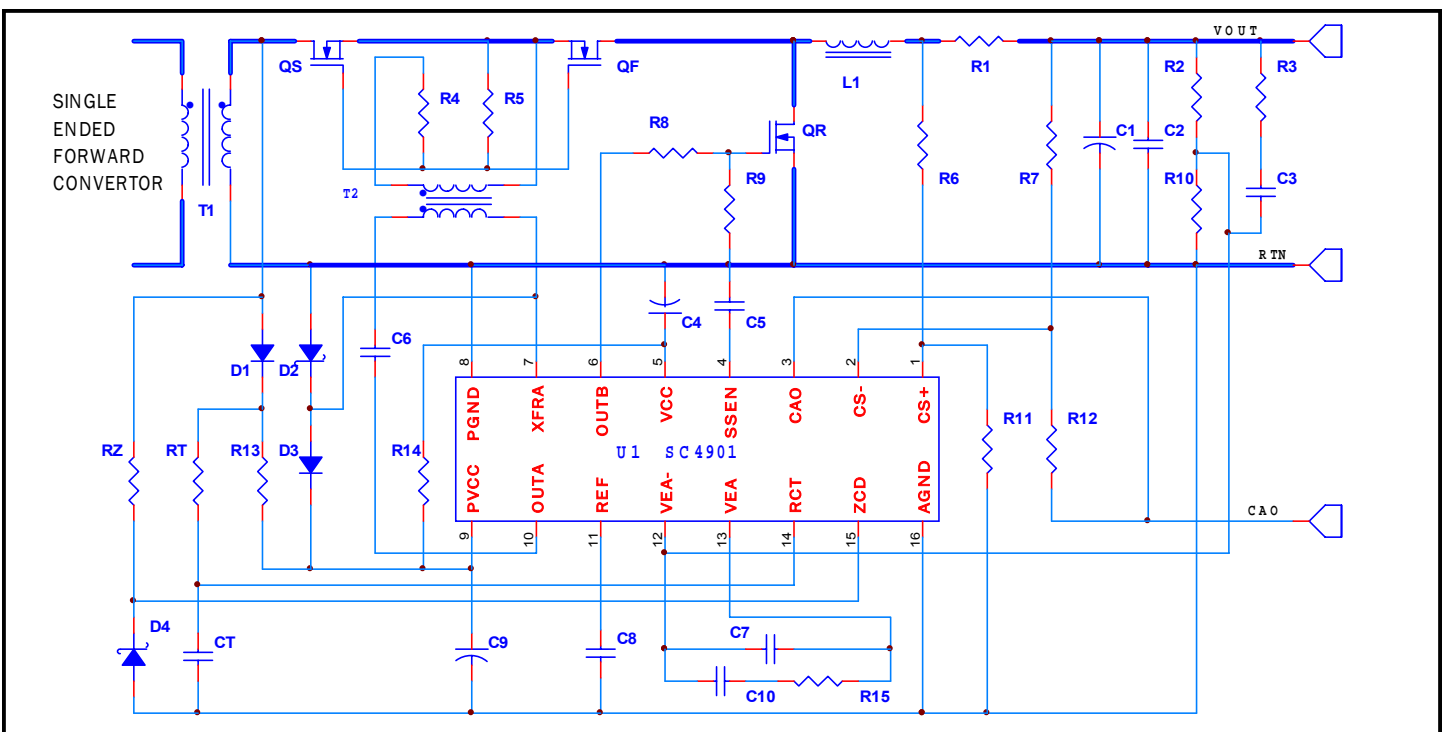 VOUT
QS
QF
R1
R2
R3
L1
SINGLE
ENDED
FORWARD
CONVERTOR
R4
R5
R8
QR
C1
C2
R9
R6
R7
R10
C3
T2
T1
RTN
C4
C5
C6
D1
D2
8
7
6
5
4
3
2
1
PGND
XFRA
OUTB
VCC
SSEN
CAO
CS-
CS+
R11
R12
RZ
RT
R13
D3
R14
U1 SC4901
PVCC
OUTA
REF
VEA-
VEA
RCT
ZCD
AGND
CAO
9
10
11
12
13
14
15
16
D4
CT
C9
C8
C7
C10
R15